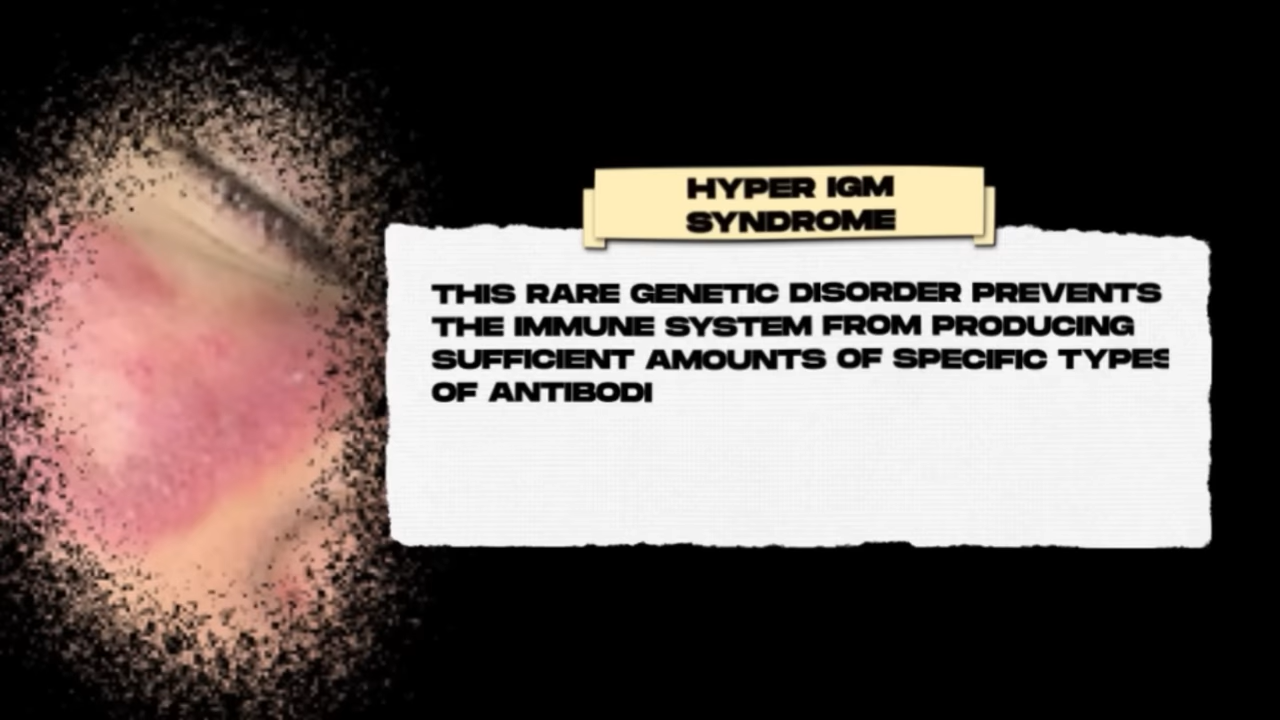 HYPER IGM
SYNDROME
THIS RARE GENETIC DISORDER PREVENTS
THE IMMUNE SYSTEM FROM PRODUCING
SUFFICIENT AMOUNTS OF SPECIFIC TYPES
OF ANTIBODI